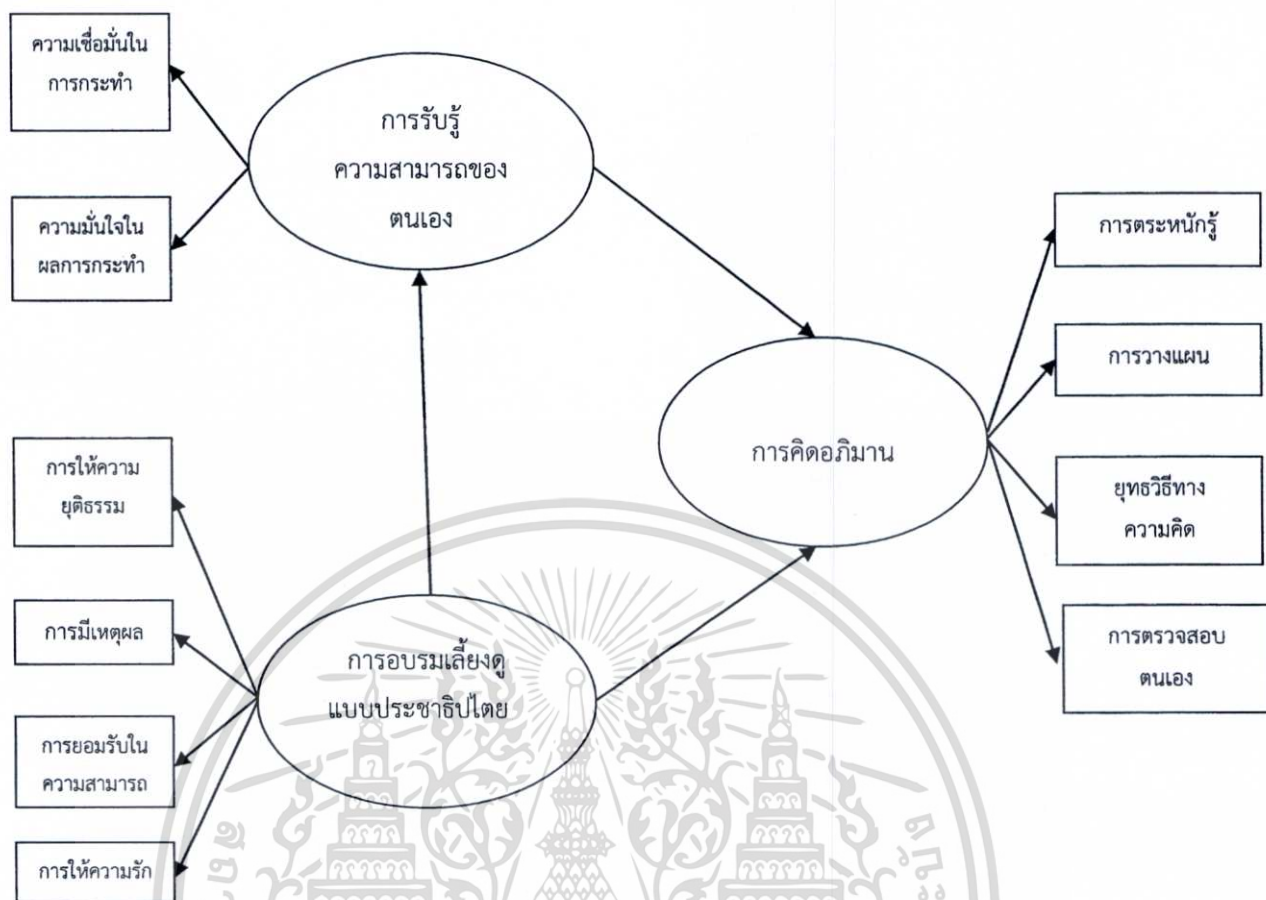 ความเชื่อมั่นใน
การกระทำ
การรับรู้
ความสามารถของ
ตนเอง
ความมั่นใจใน
ผลการกระทำ
การตระหนักรู้
การวางแผน
การคิดอภิมาน
ยุทธวิธีทาง
ความคิด
การตรวจสอบ
ตนเอง
การให้ความ
ยุติธรรม
การมีเหตุผล
การอบรมเลี้ยงดู
แบบประชาธิปไตย
การยอมรับใน
ความสามารถ
การให้ความรัก